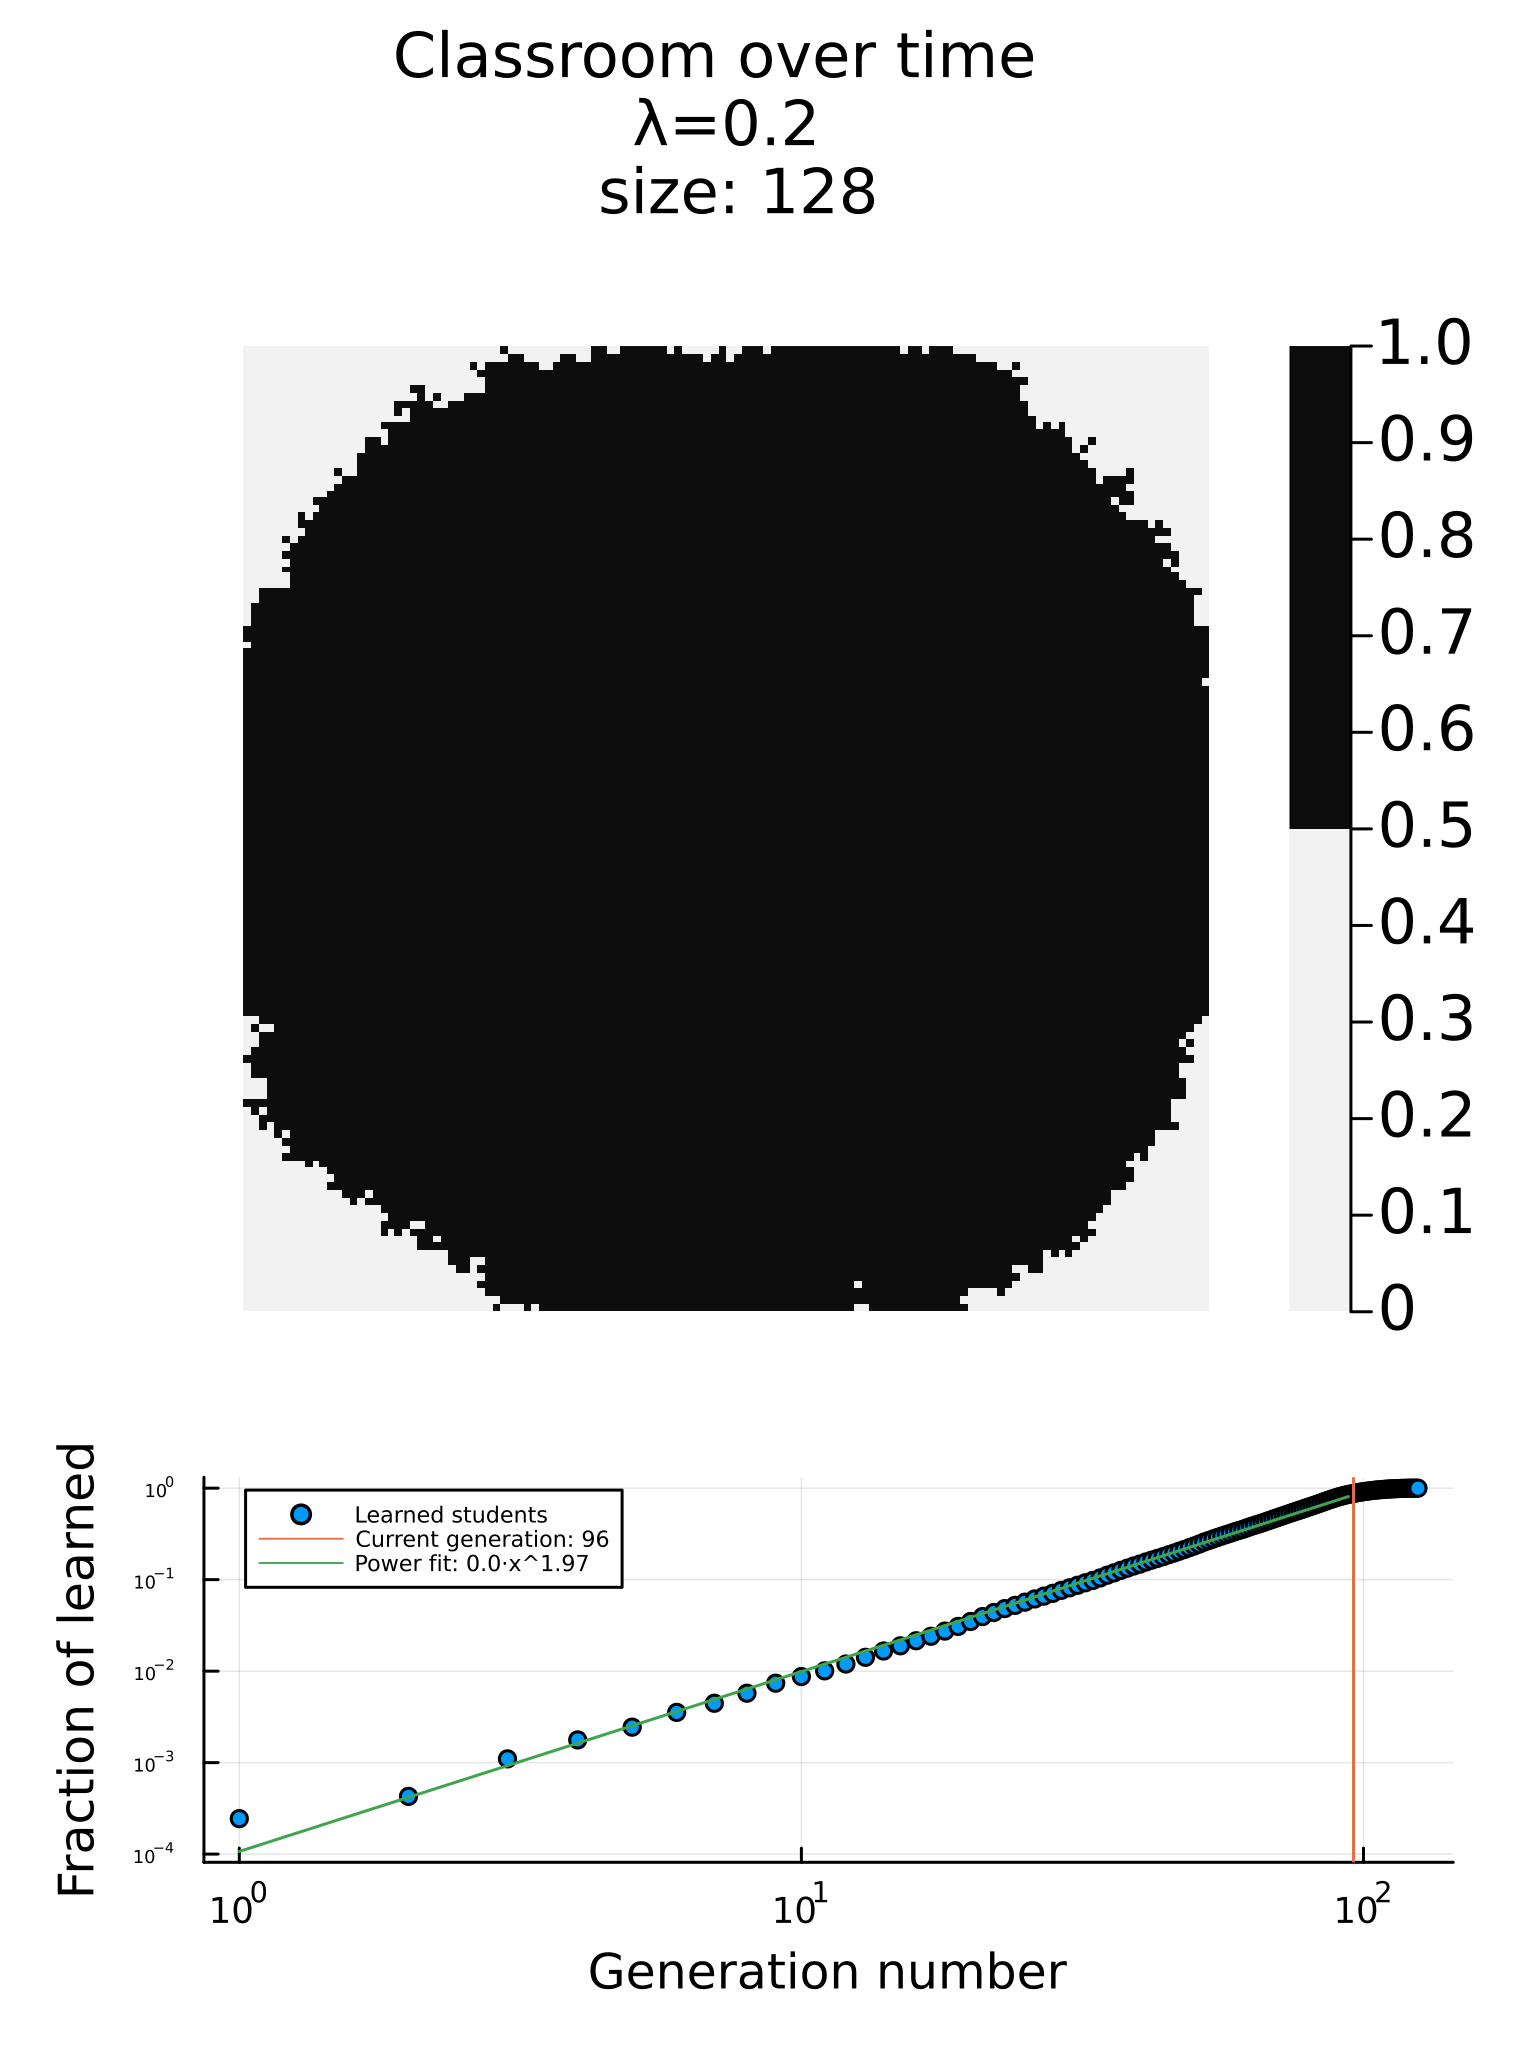 Classroom over time
λ=0.2
size: 128
1.0
0.9
0.8
0.7
0.6
0.5
0.4
0.3
0.2
0.1
0
Fraction of learned
10^0
10^-1
10^-2
10^-3
10^-4
Learned students
Current generation: 96
Power fit: 0.0·x^1.97
10^0
10^1
10^2
Generation number